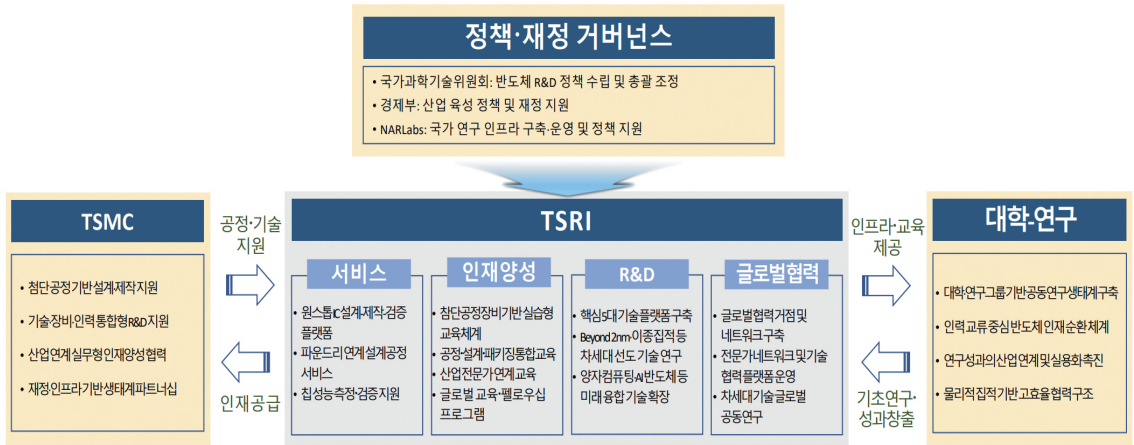 정책·재정 거버넌스
• 국가과학기술위원회: 반도체 R&D 정책 수립 및 총괄 조정
• 경제부: 산업 육성 정책 및 재정 지원
• NARLabs: 국가 연구 인프라 구축·운영 및 정책 지원
TSMC
• 첨단공정기반설계·제작지원
• 기술·장비·인력통합형R&D지원
• 산업연계실무형인재양성협력
• 재정·인프라기반생태계파트너십
공정·기술
지원
인재공급
TSRI
서비스
• 원스톱IC설계·제작·검증
플랫폼
• 파운드리연계설계공정
서비스
• 칩성능측정·검증지원
인재양성
• 첨단공정장비기반실습형
교육체계
• 공정·설계·패키징통합교육
• 산업전문가연계교육
• 글로벌 교육·펠로우십
프로그램
R&D
• 핵심5대기술플랫폼구축
• Beyond 2nm·이종집적등
차세대 선도 기술 연구
• 양자컴퓨팅·AI반도체등
미래융합기술확장
글로벌협력
• 글로벌협력거점및
네트워크구축
• 전문가네트워크및기술
협력플랫폼운영
• 차세대기술글로벌
공동연구
인프라·교육
제공
기초연구·
성과창출
대학-연구
• 대학·연구그룹기반공동연구생태계구축
• 인력교류중심반도체인재순환체계
• 연구성과의산업연계및실용화촉진
• 물리적집적기반고효율협력구조